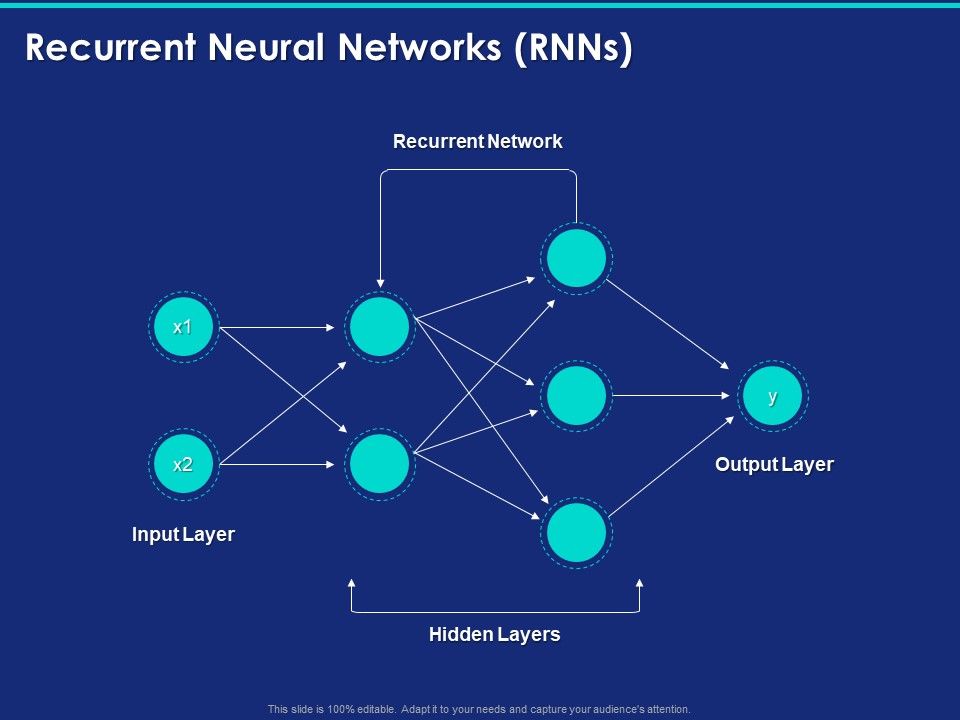 Recurrent Neural Networks (RNNs)
Recurrent Network
x1
x2
y
Output Layer
Input Layer
Hidden Layers
This slide is 100% editable. Adapt it to your needs and capture your audience's attention.